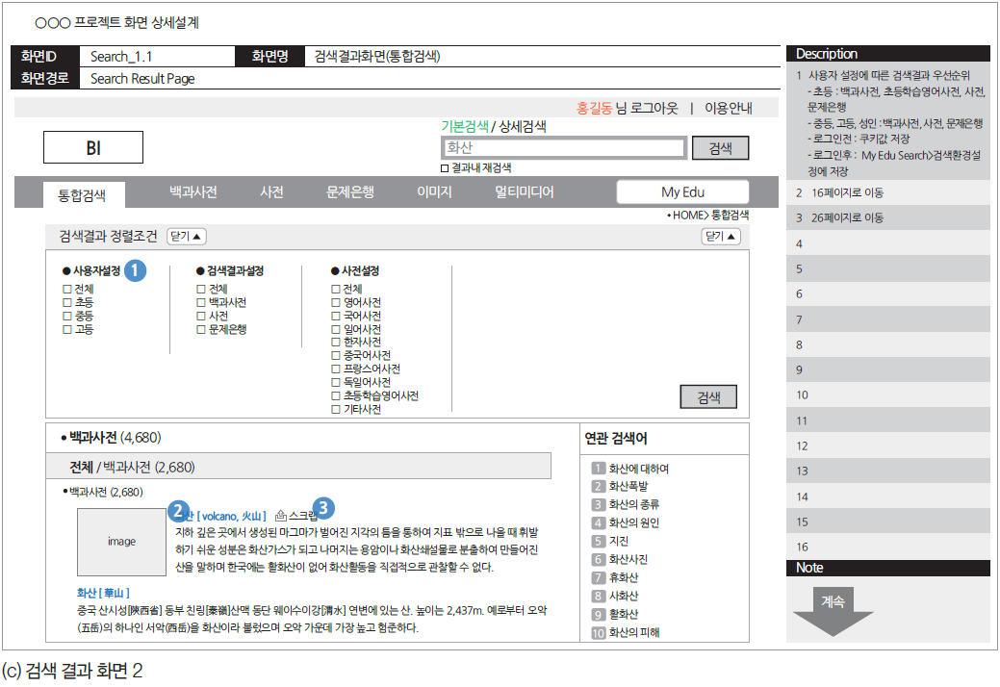 ○○○ 프로젝트 화면 상세설계
화면ID Search_1.1 화면명 검색결과화면(통합검색)
화면경로 Search Result Page
홍길동 님 로그아웃 | 이용안내
BI
기본검색 / 상세검색
화산 검색
□ 결과내 재검색
통합검색 백과사전 사전 문제은행 이미지 멀티미디어 My Edu
• HOME> 통합검색
검색결과 정렬조건 닫기▲ 닫기▲
● 사용자설정 1
□ 전체
□ 초등
□ 중등
□ 고등
● 검색결과설정
□ 전체
□ 백과사전
□ 사전
□ 문제은행
● 사전설정
□ 전체
□ 영어사전
□ 국어사전
□ 일어사전
□ 한자사전
□ 중국어사전
□ 프랑스어사전
□ 독일어사전
□ 초등학습영어사전
□ 기타사전
검색
• 백과사전 (4,680)
전체 / 백과사전 (2,680)
• 백과사전 (2,680)
image
2 화산 [ volcano, 火山 ] 스크랩 3
지하 깊은 곳에서 생성된 마그마가 벌어진 지각의 틈을 통하여 지표 밖으로 나올 때 휘발
하기 쉬운 성분은 화산가스가 되고 나머지는 용암이나 화산쇄설물로 분출하여 만들어진
산을 말하며 한국에는 활화산이 없어 화산활동을 직접적으로 관찰할 수 없다.
화산 [ 華山 ]
중국 산시성[陝西省] 동부 친링[秦嶺]산맥 동단 웨이수이강[渭水] 연변에 있는 산. 높이는 2,437m. 예로부터 오악
(五岳)의 하나인 서악(西岳)을 화산이라 불렀으며 오악 가운데 가장 높고 험준하다.
연관 검색어
1 화산에 대하여
2 화산폭발
3 화산의 종류
4 화산의 원인
5 지진
6 화산사진
7 휴화산
8 사화산
9 활화산
10 화산의 피해
Description
1 사용자 설정에 따른 검색결과 우선순위
- 초등 : 백과사전, 초등학습영어사전, 사전,
문제은행
- 중등, 고등, 성인 : 백과사전, 사전, 문제은행
- 로그인전 : 쿠키값 저장
- 로그인후 : My Edu Search>검색환경설
정에 저장
2 16페이지로 이동
3 26페이지로 이동
4
5
6
7
8
9
10
11
12
13
14
15
16
Note
계속
(c) 검색 결과 화면 2